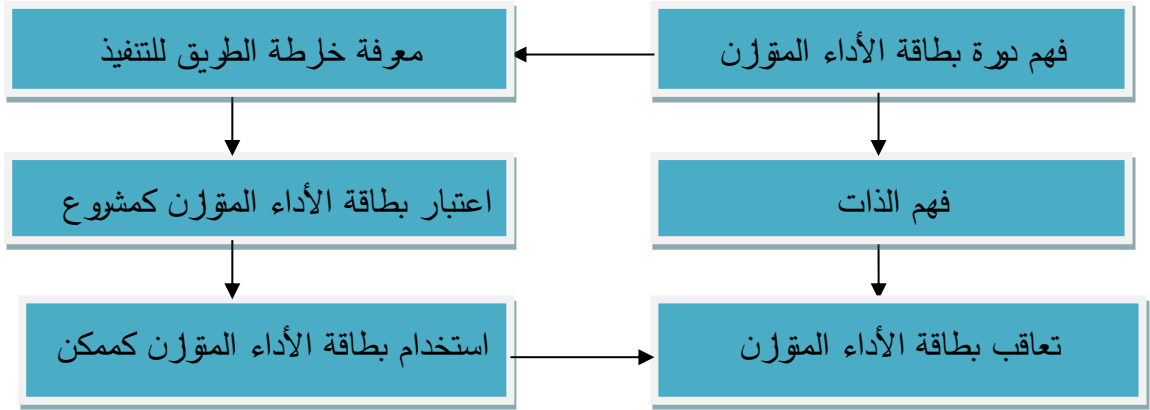 فهم دورة بطاقة الأداء المتوازن
معرفة خارطة الطريق للتنفيذ
فهم الذات
اعتبار بطاقة الأداء المتوازن كمشروع
تعاقب بطاقة الأداء المتوازن
استخدام بطاقة الأداء المتوازن كممكن